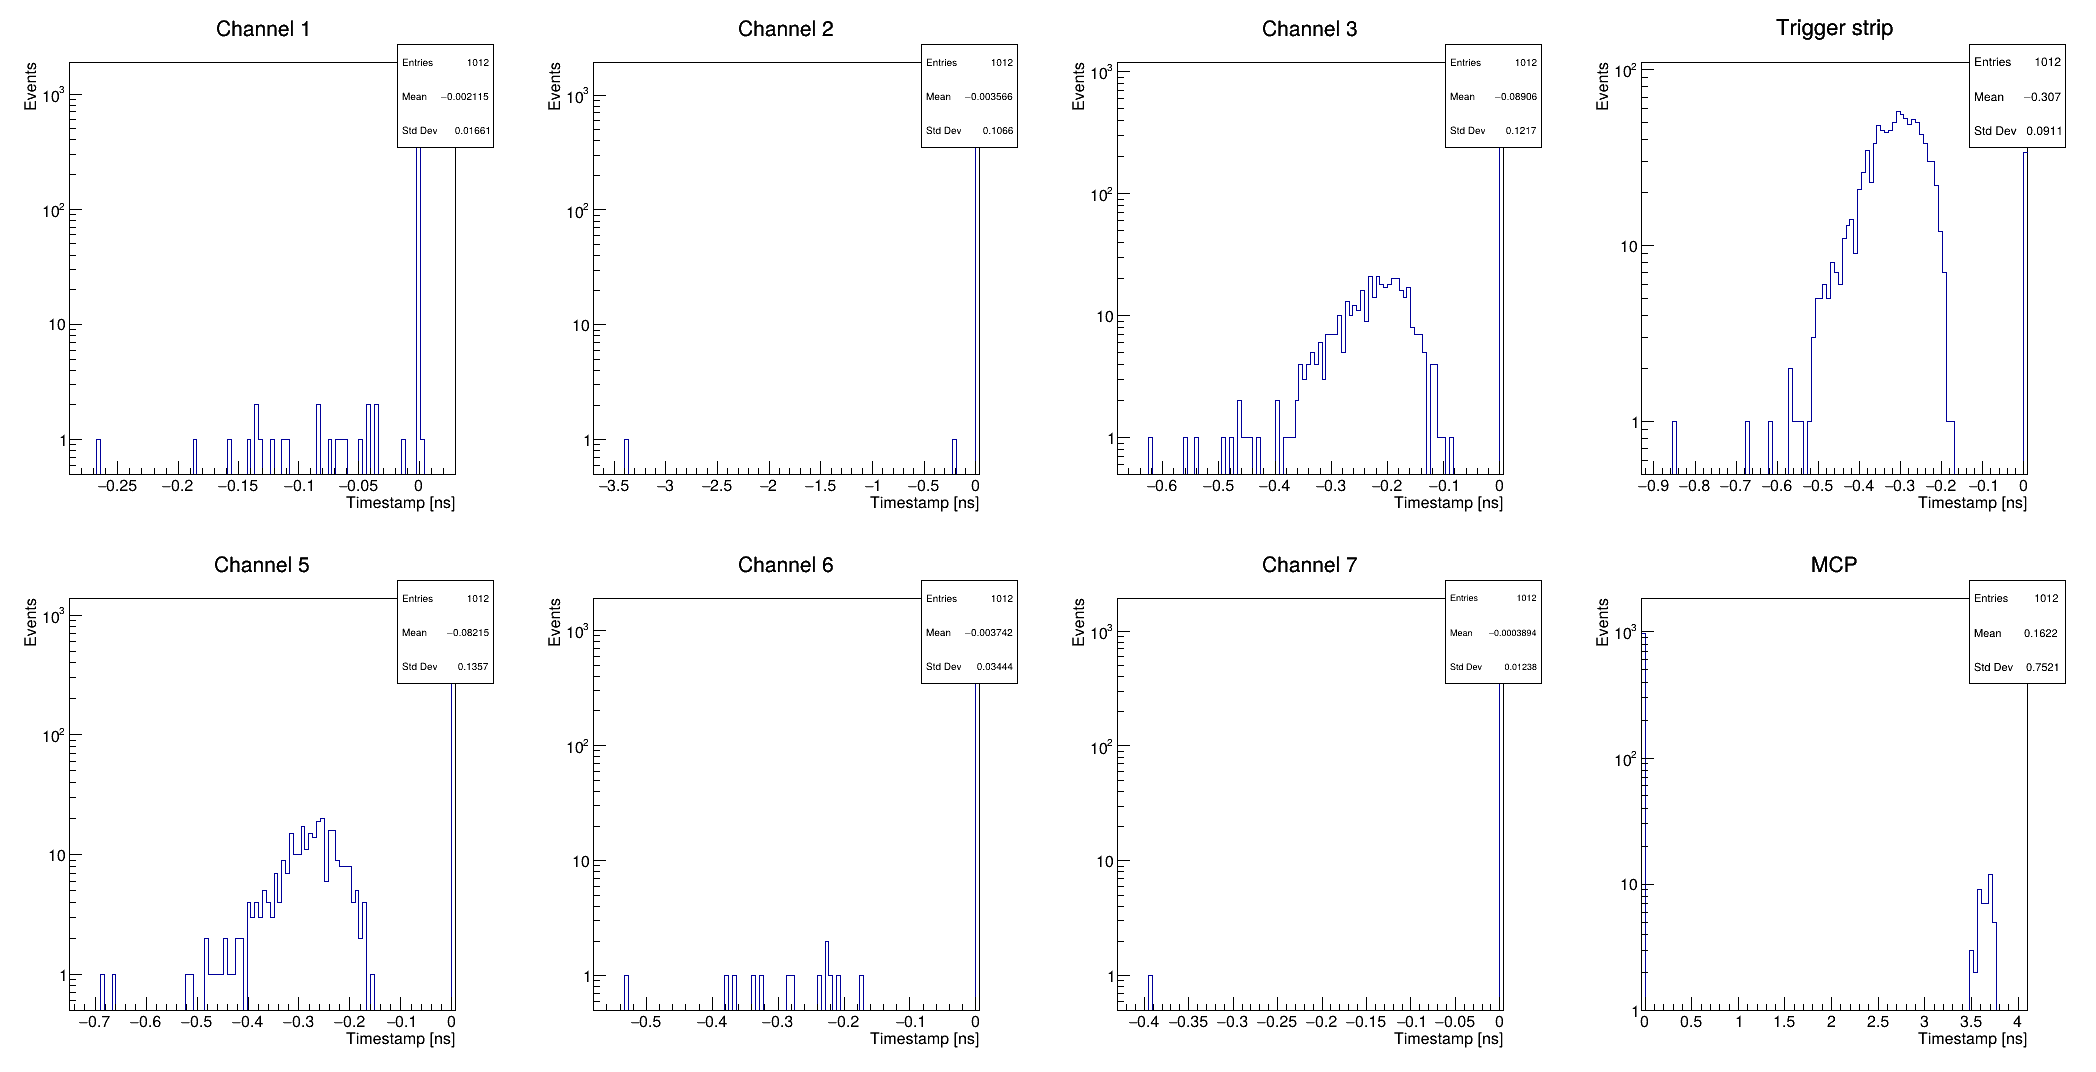 Channel 1
Events
Entries 1012
Mean −0.002115
Std Dev 0.01661
10³
10²
10
1
−0.25 −0.2 −0.15 −0.1 −0.05 0
Timestamp [ns]
Channel 2
Events
Entries 1012
Mean −0.003566
Std Dev 0.1066
10³
10²
10
1
−3.5 −3 −2.5 −2 −1.5 −1 −0.5 0
Timestamp [ns]
Channel 3
Events
Entries 1012
Mean −0.08906
Std Dev 0.1217
10³
10²
10
1
−0.6 −0.5 −0.4 −0.3 −0.2 −0.1 0
Timestamp [ns]
Trigger strip
Events
Entries 1012
Mean −0.307
Std Dev 0.0911
10²
10
1
−0.9 −0.8 −0.7 −0.6 −0.5 −0.4 −0.3 −0.2 −0.1 0
Timestamp [ns]
Channel 5
Events
Entries 1012
Mean −0.08215
Std Dev 0.1357
10³
10²
10
1
−0.7 −0.6 −0.5 −0.4 −0.3 −0.2 −0.1 0
Timestamp [ns]
Channel 6
Events
Entries 1012
Mean −0.003742
Std Dev 0.03444
10³
10²
10
1
−0.5 −0.4 −0.3 −0.2 −0.1 0
Timestamp [ns]
Channel 7
Events
Entries 1012
Mean −0.0003894
Std Dev 0.01238
10³
10²
10
1
−0.4 −0.35 −0.3 −0.25 −0.2 −0.15 −0.1 −0.05 0
Timestamp [ns]
MCP
Events
Entries 1012
Mean 0.1622
Std Dev 0.7521
10³
10²
10
1
0 0.5 1 1.5 2 2.5 3 3.5 4
Timestamp [ns]